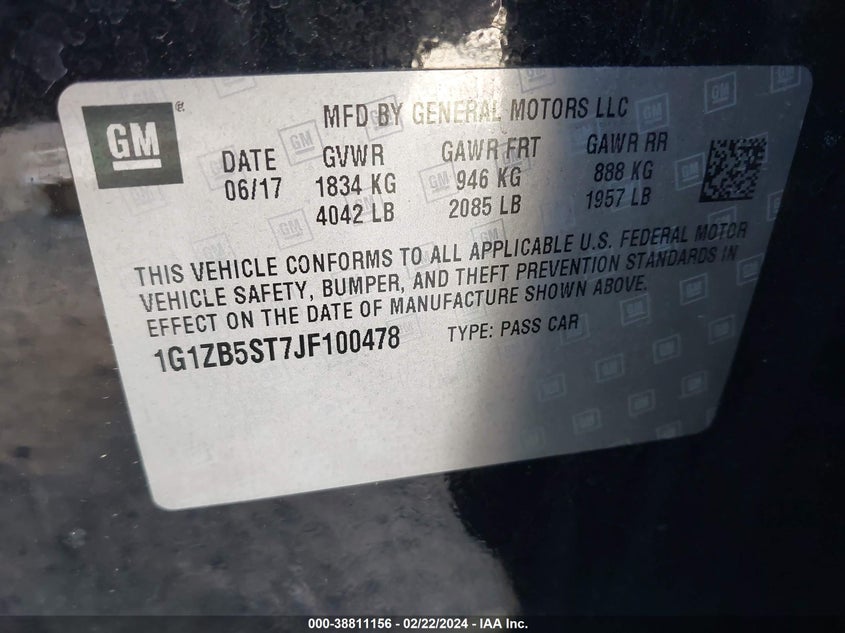 GM ®
MFD BY GENERAL MOTORS LLC
DATE GVWR GAWR FRT GAWR RR
06/17 1834 KG 946 KG 888 KG
4042 LB 2085 LB 1957 LB
THIS VEHICLE CONFORMS TO ALL APPLICABLE U.S. FEDERAL MOTOR
VEHICLE SAFETY, BUMPER, AND THEFT PREVENTION STANDARDS IN
EFFECT ON THE DATE OF MANUFACTURE SHOWN ABOVE.
1G1ZB5ST7JF100478 TYPE: PASS CAR
000-38811156 - 02/22/2024 - IAA Inc.